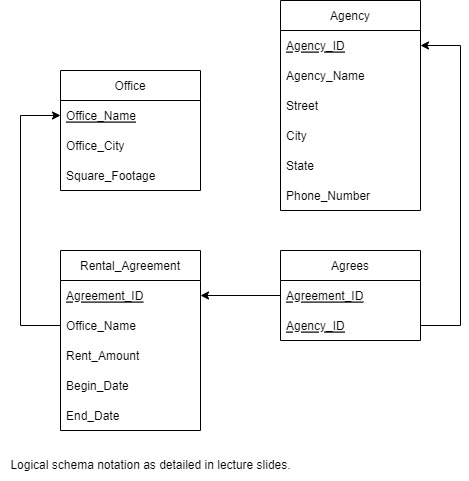 Agency
Agency_ID
Agency_Name
Street
City
State
Phone_Number
Office
Office_Name
Office_City
Square_Footage
Rental_Agreement
Agreement_ID
Office_Name
Rent_Amount
Begin_Date
End_Date
Agrees
Agreement_ID
Agency_ID
Logical schema notation as detailed in lecture slides.